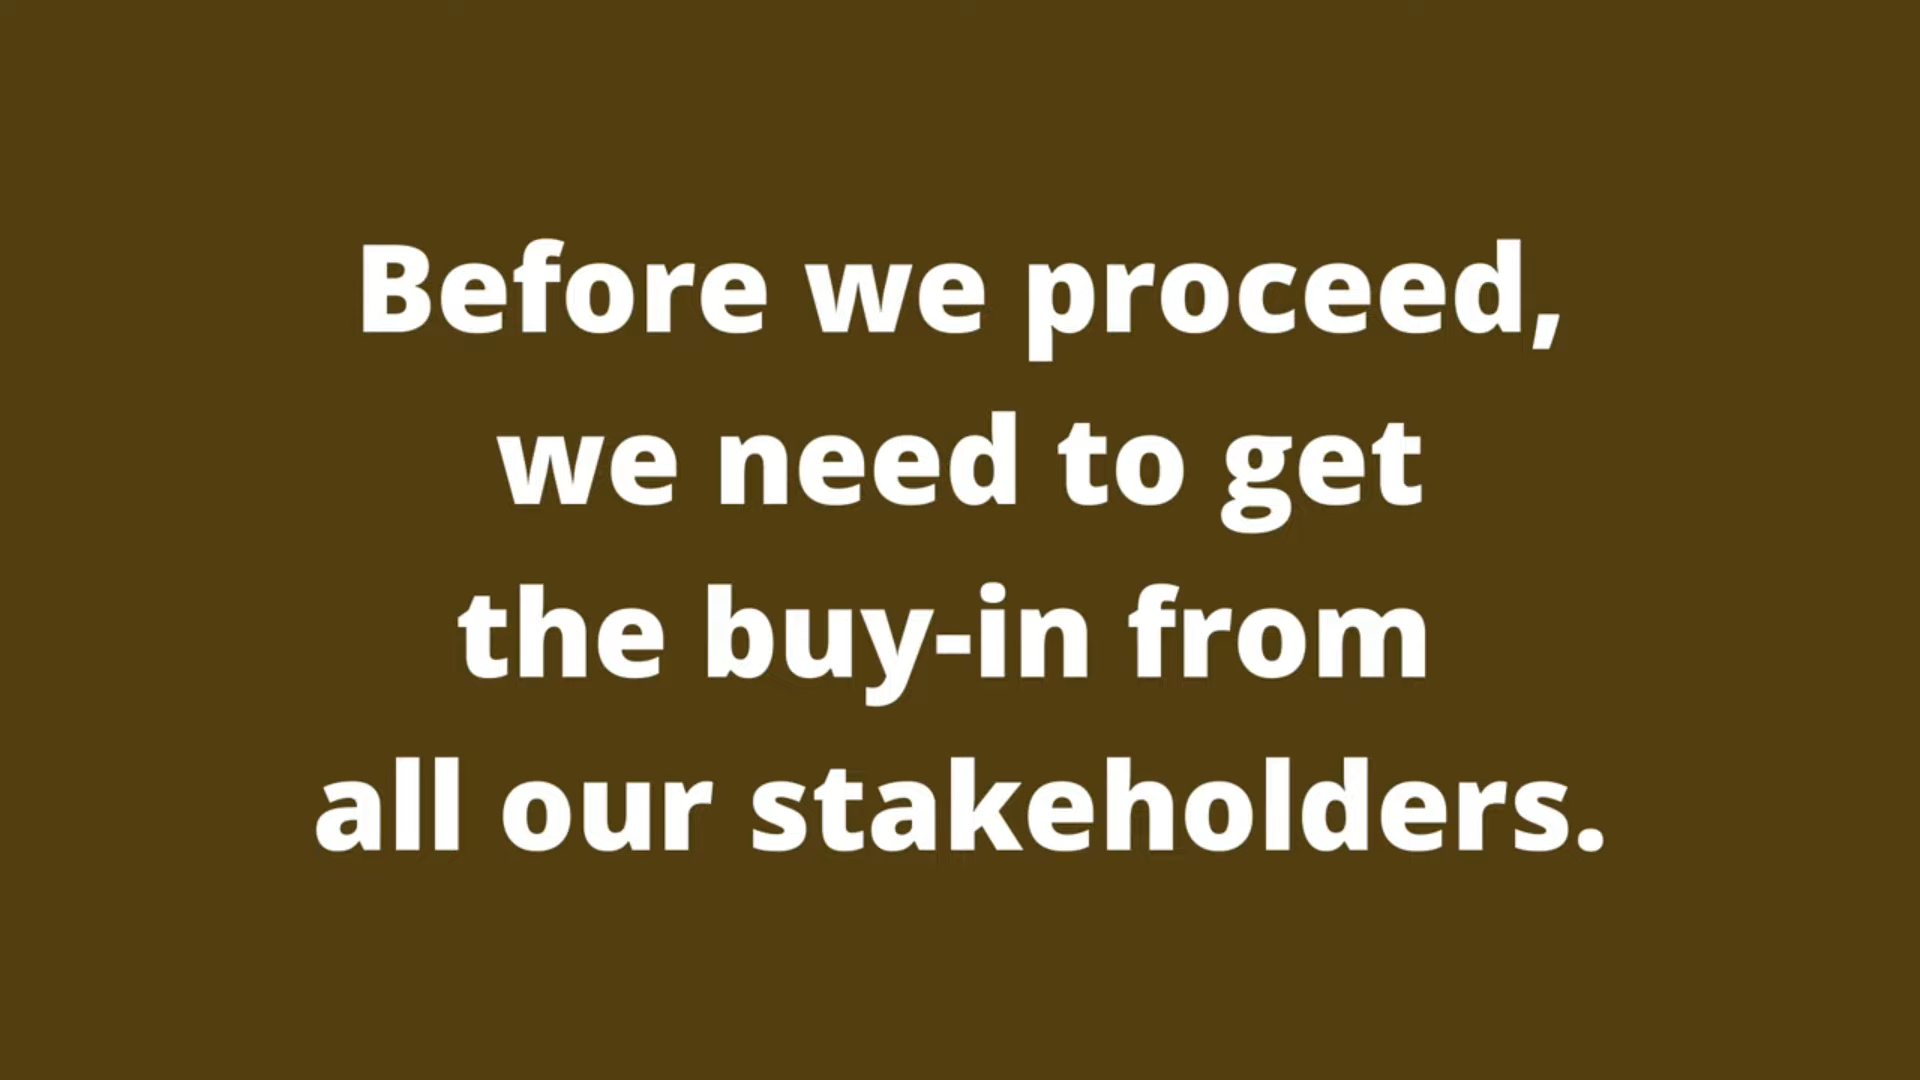 Before we proceed,
we need to get
the buy-in from
all our stakeholders.